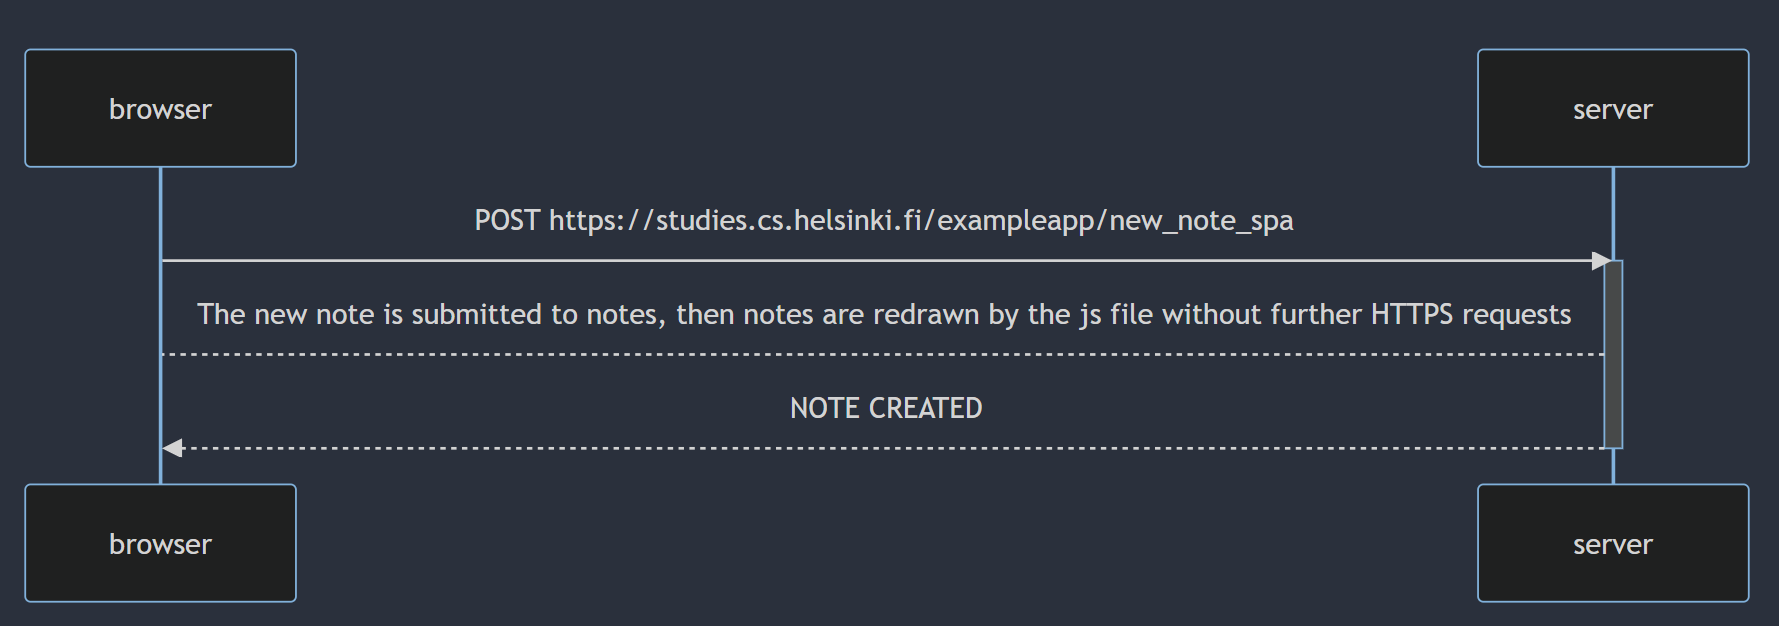 browser
server
POST https://studies.cs.helsinki.fi/exampleapp/new_note_spa
The new note is submitted to notes, then notes are redrawn by the js file without further HTTPS requests
NOTE CREATED
browser
server